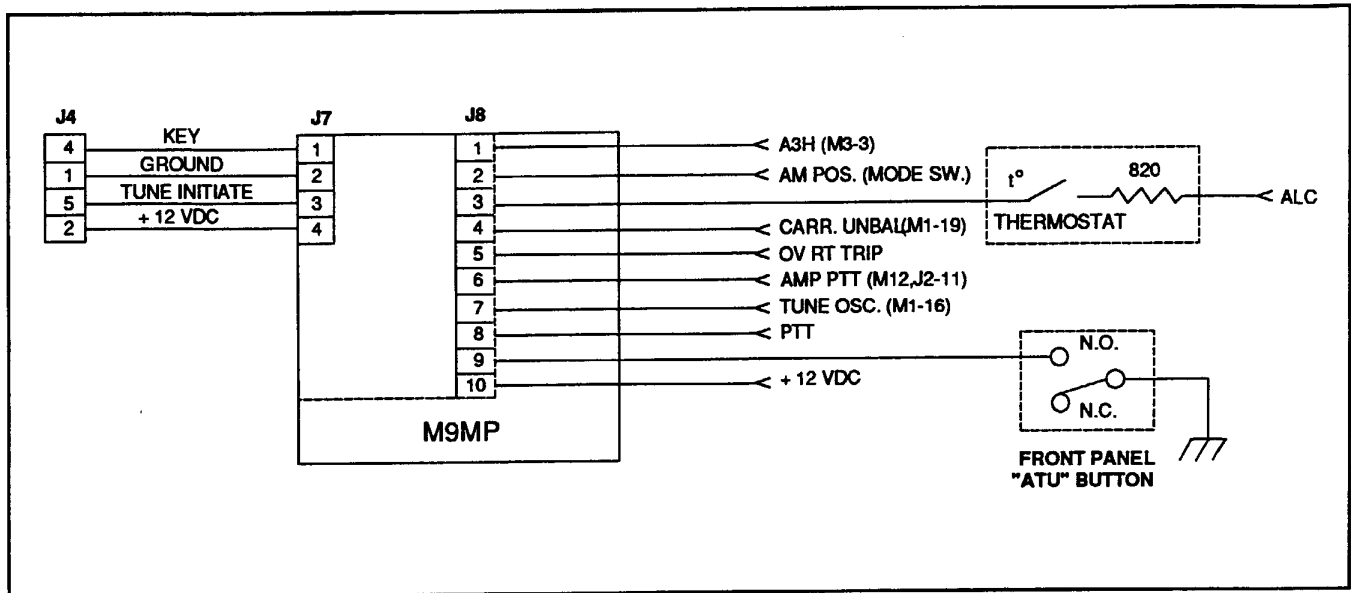 J4
J7
J8
4
KEY
1
1
A3H (M3-3)
1
GROUND
2
2
AM POS. (MODE SW.)
5
TUNE INITIATE
3
3
t°
820
THERMOSTAT
ALC
2
+ 12 VDC
4
4
CARR. UNBAL(M1-19)
5
OV RT TRIP
6
AMP PTT (M12,J2-11)
7
TUNE OSC. (M1-16)
8
PTT
9
N.O.
10
+ 12 VDC
N.C.
M9MP
FRONT PANEL
"ATU" BUTTON